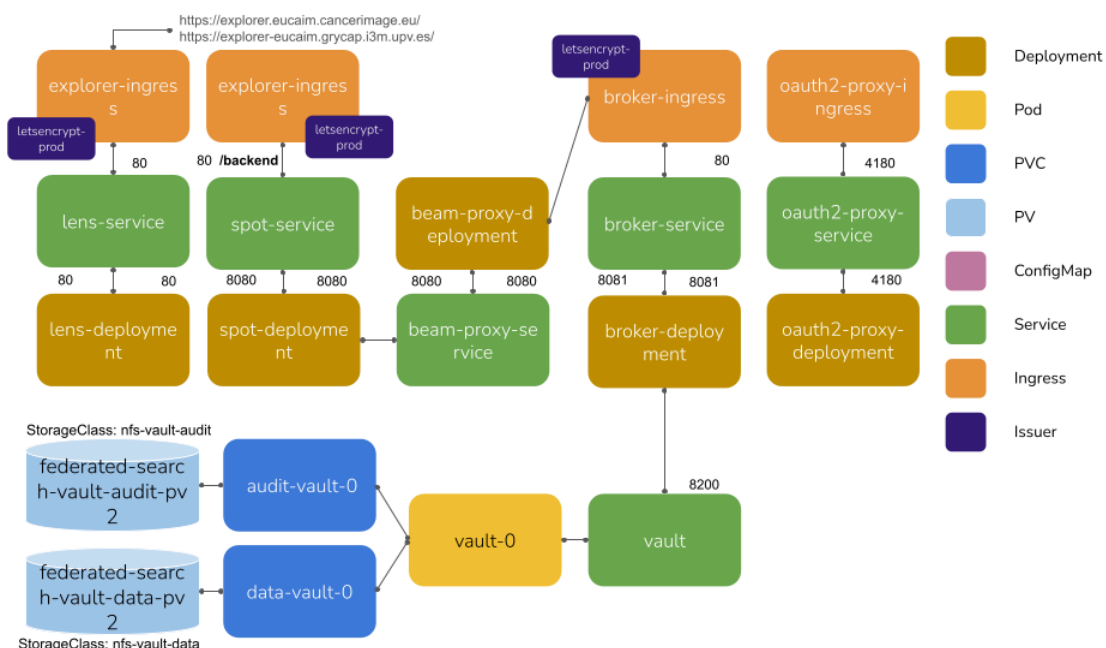 https://explorer.eucaim.cancerimage.eu/
https://explorer-eucaim.grycap.i3m.upv.es/
explorer-ingres
s
letsencrypt-
prod
explorer-ingres
s
letsencrypt-
prod
letsencrypt-
prod
broker-ingress
oauth2-proxy-i
ngress
80
80 /backend
80
4180
lens-service
spot-service
beam-proxy-d
eployment
broker-service
oauth2-proxy-
service
80
80
8080
8080
8080
8080
8081
8081
4180
lens-deployme
nt
spot-deployme
nt
beam-proxy-se
rvice
broker-deploy
ment
oauth2-proxy-
deployment
StorageClass: nfs-vault-audit
federated-searc
h-vault-audit-pv
2
audit-vault-0
8200
vault-0
vault
federated-searc
h-vault-data-pv
2
data-vault-0
StorageClass: nfs-vault-data
Deployment
Pod
PVC
PV
ConfigMap
Service
Ingress
Issuer